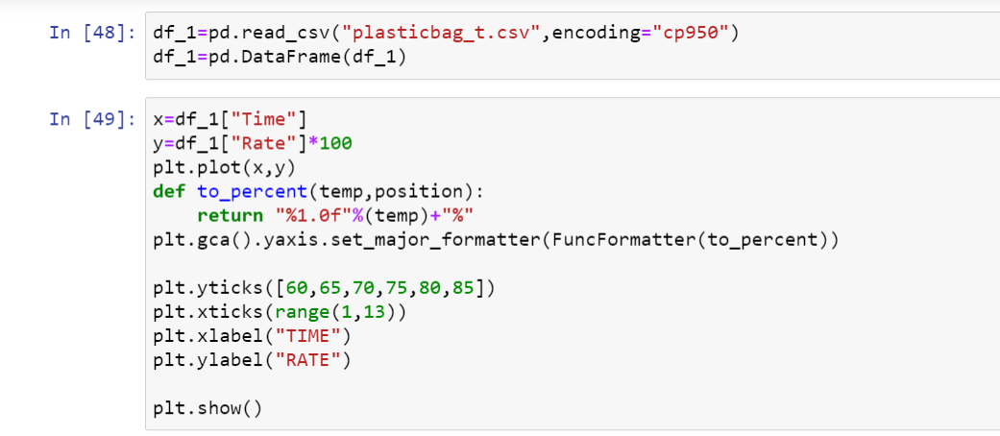 In [48]: df_1=pd.read_csv("plasticbag_t.csv",encoding="cp950")
df_1=pd.DataFrame(df_1)
In [49]: x=df_1["Time"]
y=df_1["Rate"]*100
plt.plot(x,y)
def to_percent(temp,position):
    return "%1.0f"%(temp)+"%"
plt.gca().yaxis.set_major_formatter(FuncFormatter(to_percent))
plt.yticks([60,65,70,75,80,85])
plt.xticks(range(1,13))
plt.xlabel("TIME")
plt.ylabel("RATE")
plt.show()